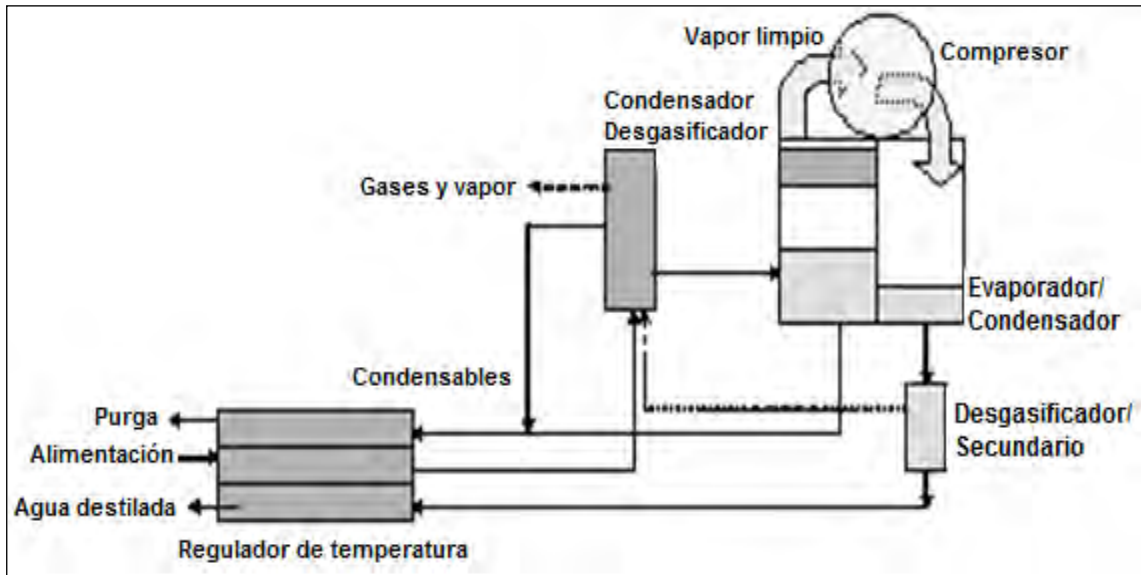 Vapor limpio
Compresor
Condensador
Desgasificador
Gases y vapor
Evaporador/
Condensador
Condensables
Desgasificador/
Secundario
Purga
Alimentación
Agua destilada
Regulador de temperatura